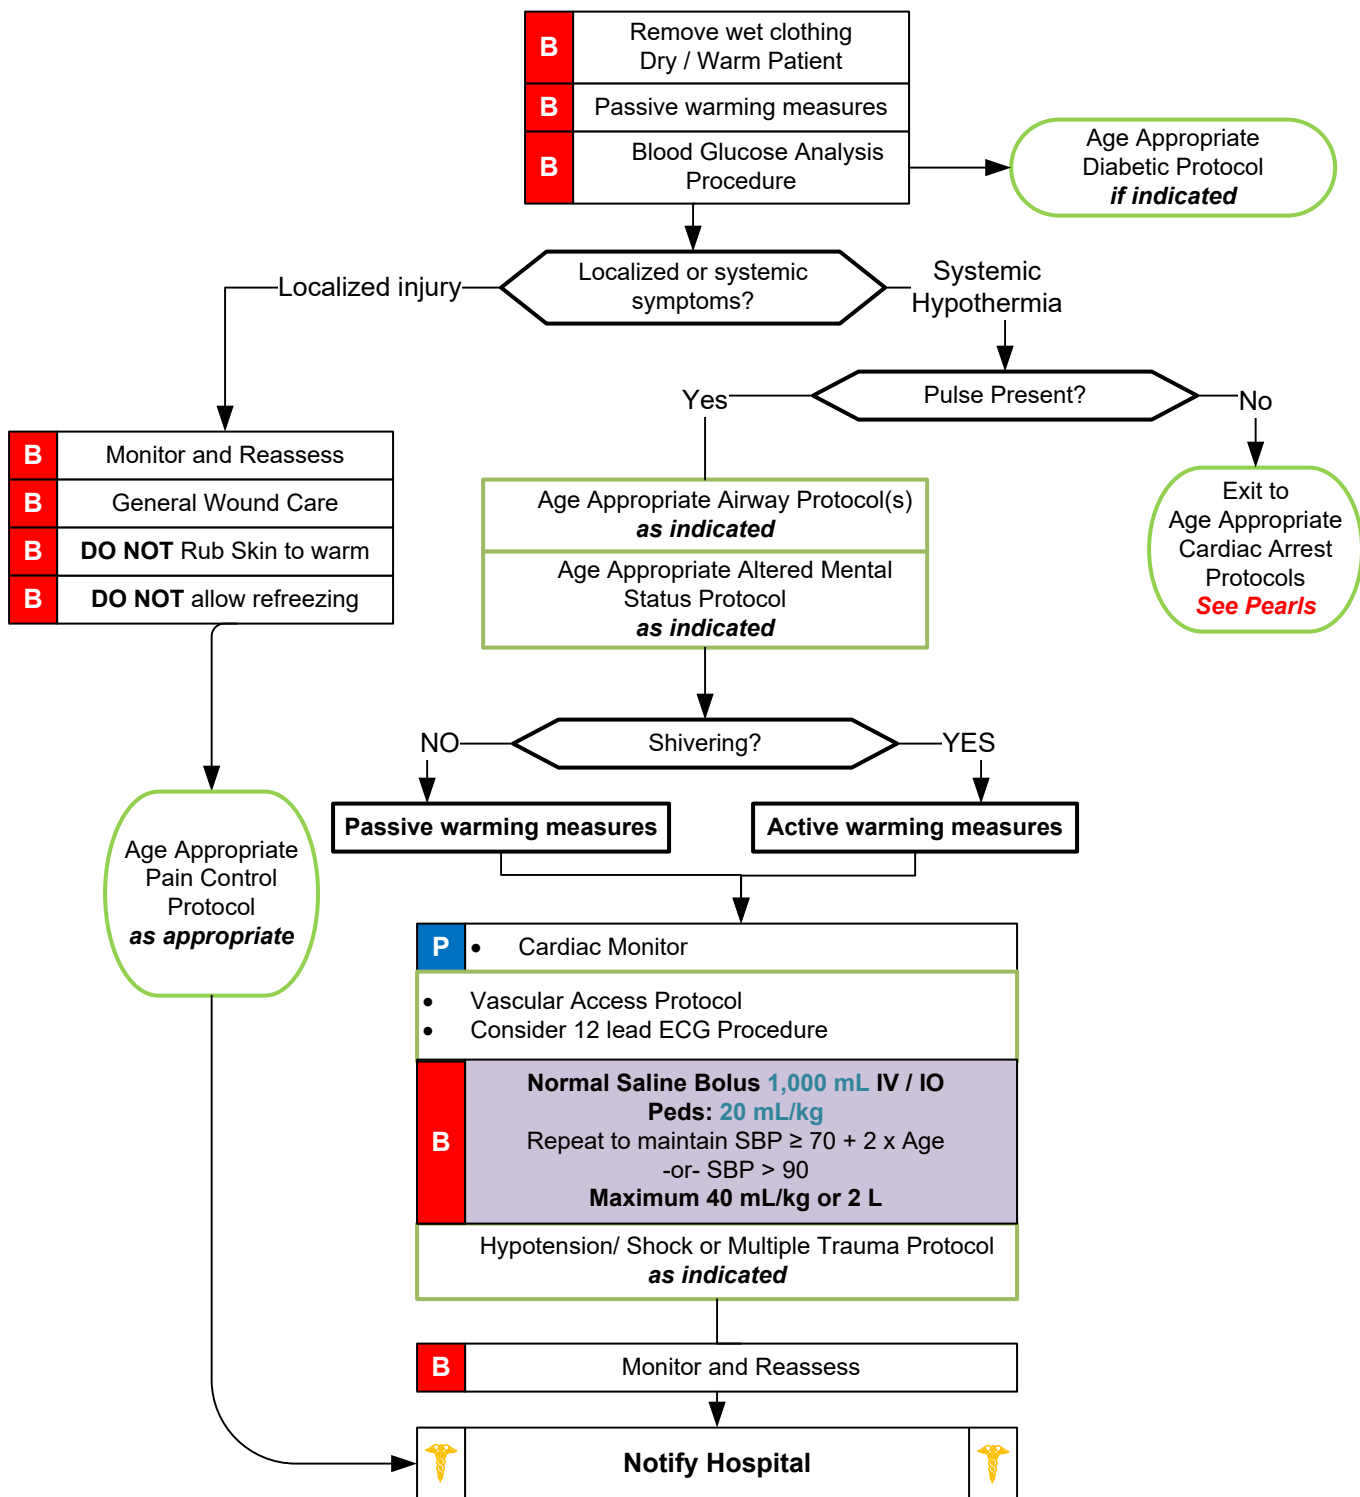 B
Remove wet clothing
Dry / Warm Patient
B
Passive warming measures
B
Blood Glucose Analysis
Procedure
Age Appropriate
Diabetic Protocol
if indicated
Localized or systemic
symptoms?
Localized injury
Systemic
Hypothermia
Pulse Present?
Yes
No
B
Monitor and Reassess
B
General Wound Care
B
DO NOT Rub Skin to warm
B
DO NOT allow refreezing
Age Appropriate Airway Protocol(s)
as indicated
Age Appropriate Altered Mental
Status Protocol
as indicated
Exit to
Age Appropriate
Cardiac Arrest
Protocols
See Pearls
Shivering?
NO
YES
Passive warming measures
Active warming measures
Age Appropriate
Pain Control
Protocol
as appropriate
P
• Cardiac Monitor
• Vascular Access Protocol
• Consider 12 lead ECG Procedure
B
Normal Saline Bolus 1,000 mL IV / IO
Peds: 20 mL/kg
Repeat to maintain SBP ≥ 70 + 2 x Age
-or- SBP > 90
Maximum 40 mL/kg or 2 L
Hypotension/ Shock or Multiple Trauma Protocol
as indicated
B
Monitor and Reassess
Notify Hospital